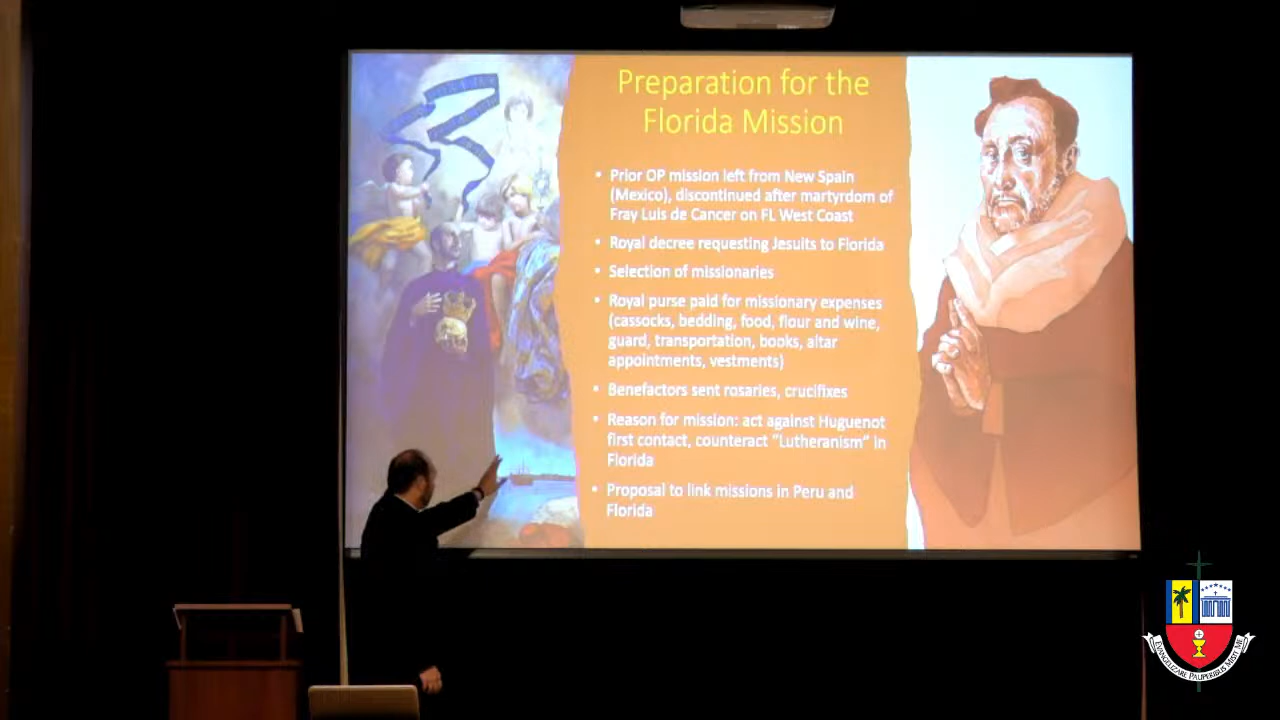 Preparation for the
Florida Mission
• Prior OP mission left from New Spain
(Mexico), discontinued after martyrdom of
Fray Luis de Cancer on FL West Coast
• Royal decree requesting Jesuits to Florida
• Selection of missionaries
• Royal purse paid for missionary expenses
(cassocks, bedding, food, flour and wine,
guard, transportation, books, altar
appointments, vestments)
• Benefactors sent rosaries, crucifixes
• Reason for mission: act against Huguenot
first contact, counteract "Lutheranism" in
Florida
• Proposal to link missions in Peru and
Florida
Evangelizare Pauperibus Misit Me